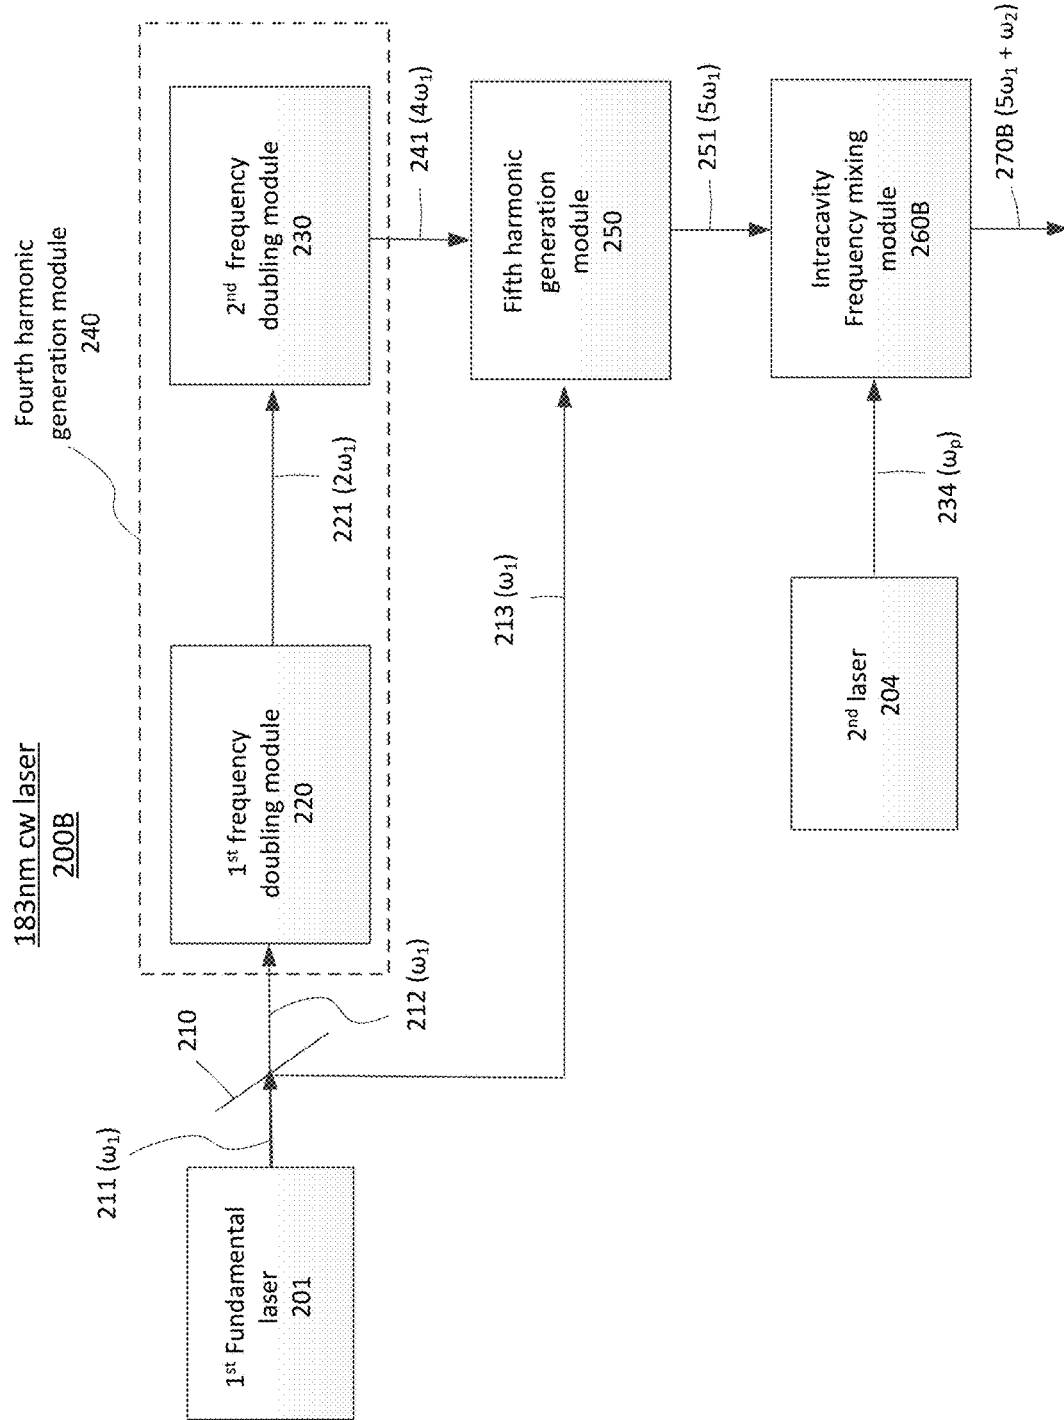 183nm cw laser
200B
Fourth harmonic
generation module
240
1st Fundamental
laser
201
211 (ω1)
210
212 (ω1)
1st frequency
doubling module
220
221 (2ω1)
2nd frequency
doubling module
230
241 (4ω1)
213 (ω1)
Fifth harmonic
generation
module
250
251 (5ω1)
2nd laser
204
234 (ωp)
Intracavity
Frequency mixing
module
260B
270B (5ω1 + ω2)